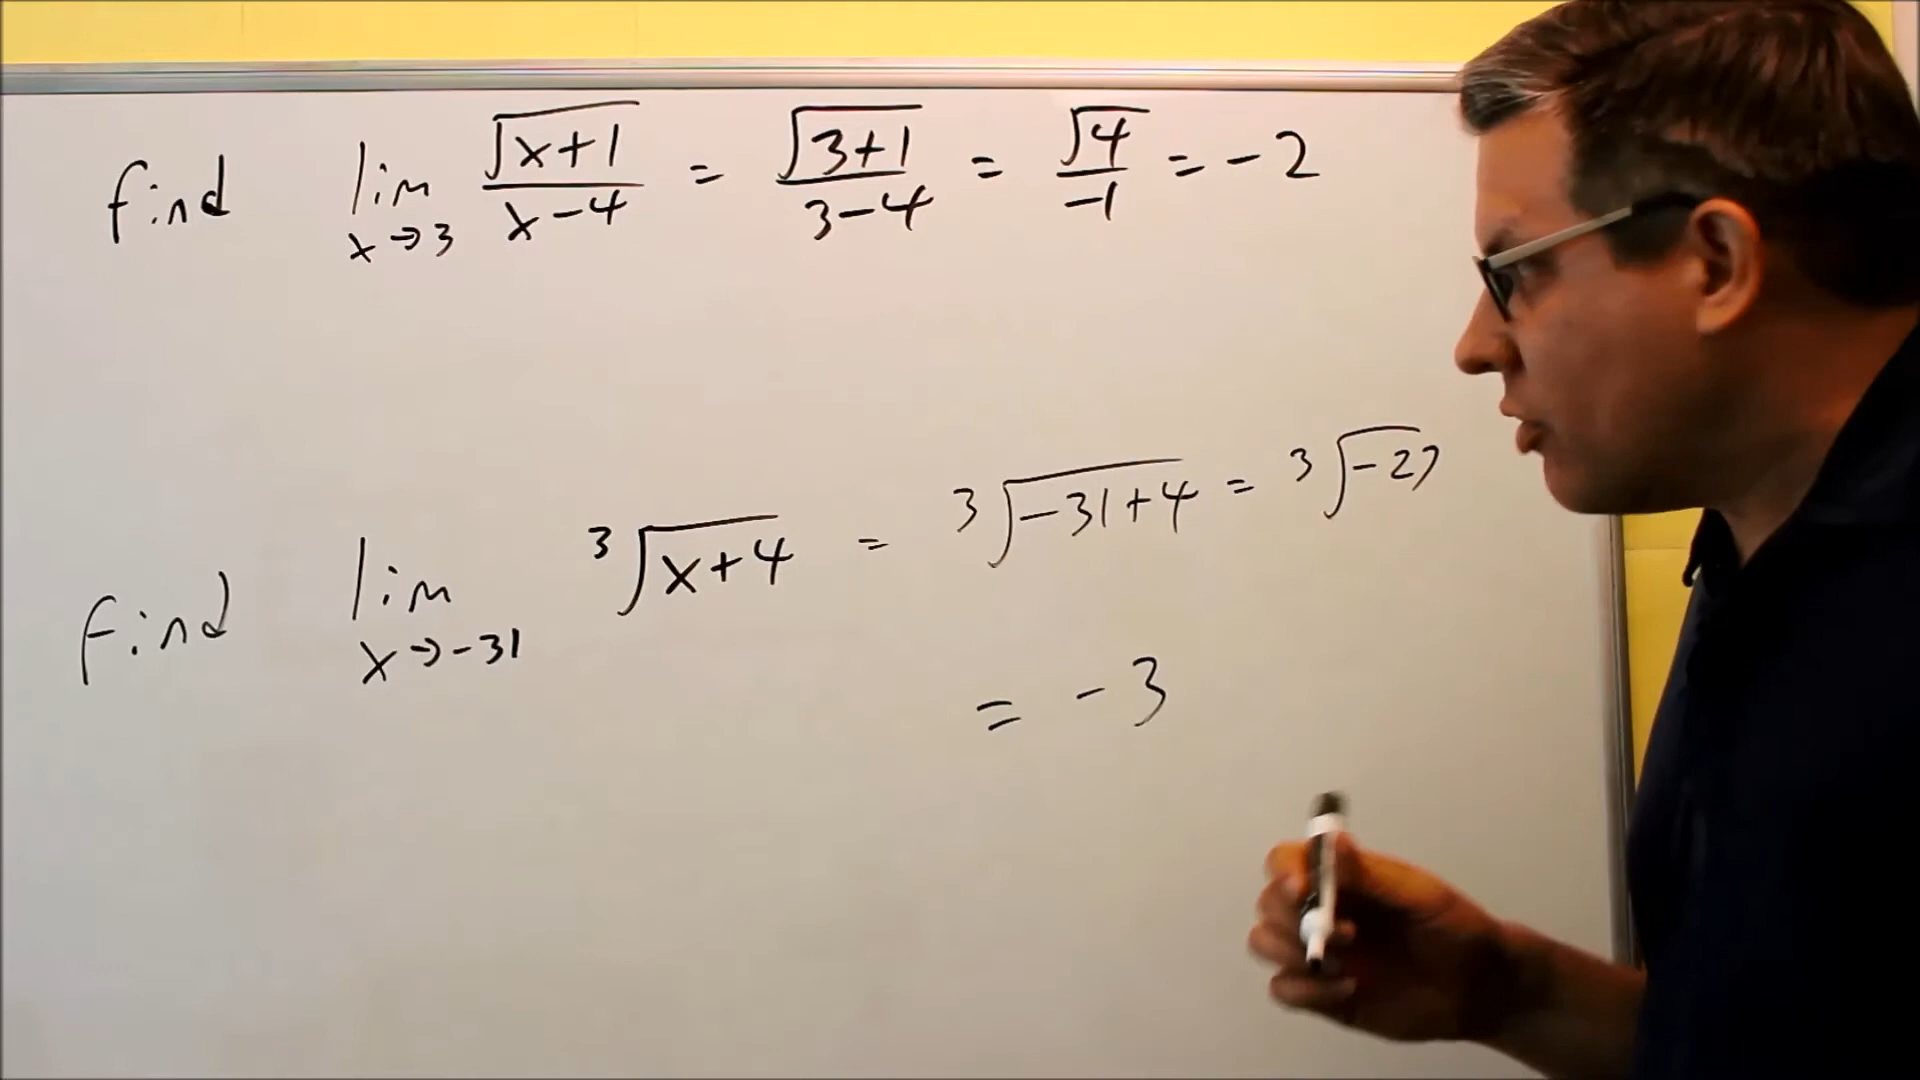 find lim x→3 √(x+1)/(x-4) = √(3+1)/(3-4) = √4/-1 = -2
find lim x→-31 ³√(x+4) = ³√(-31+4) = ³√(-27)
= -3